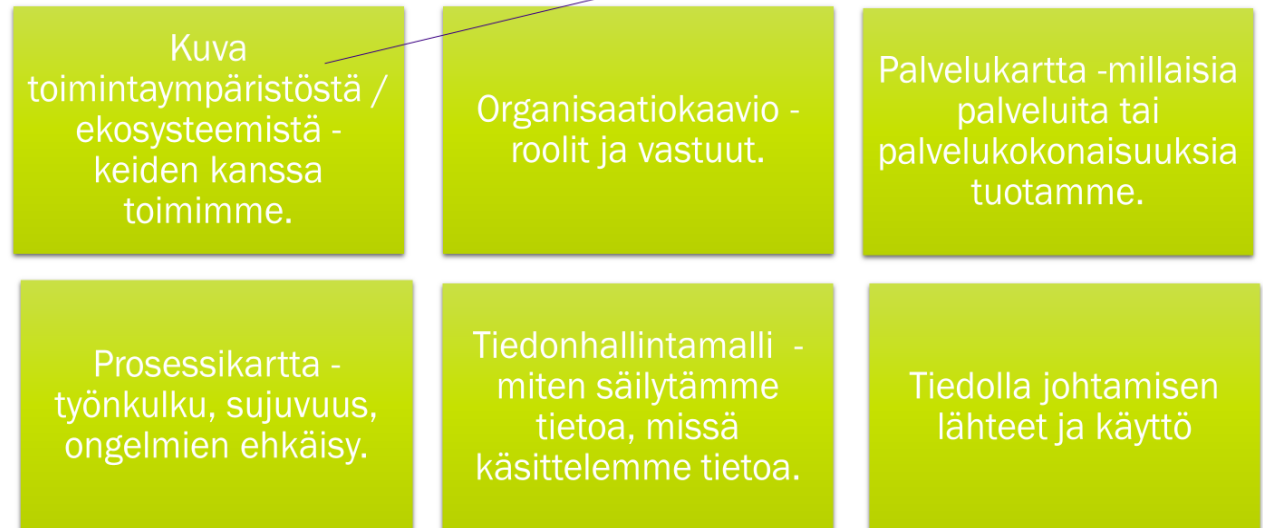 Kuva
toimintaympäristöstä /
ekosysteemistä -
keiden kanssa
toimimme.
Organisaatiokaavio -
roolit ja vastuut.
Palvelukartta -millaisia
palveluita tai
palvelukokonaisuuksia
tuotamme.
Prosessikartta -
työnkulku, sujuvuus,
ongelmien ehkäisy.
Tiedonhallintamalli -
miten säilytämme
tietoa, missä
käsittelemme tietoa.
Tiedolla johtamisen
lähteet ja käyttö